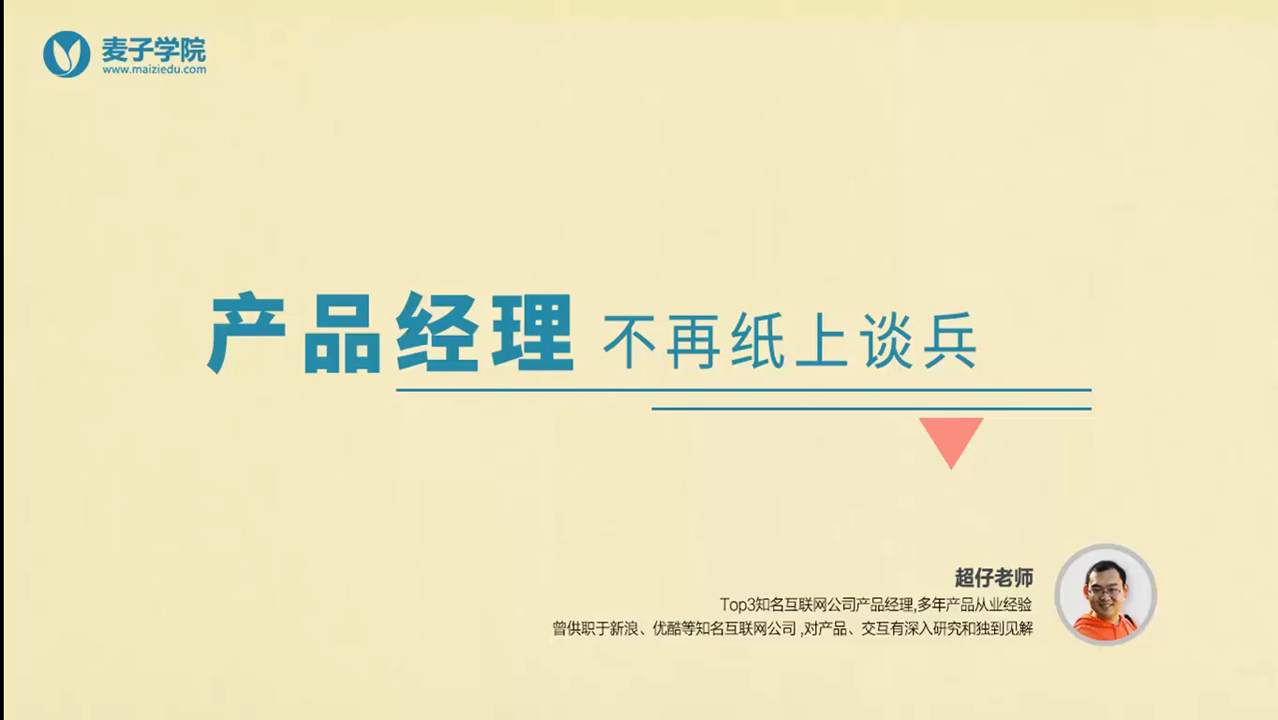 麦子学院
www.maiziedu.com
产品经理 不再纸上谈兵
超仔老师
Top3知名互联网公司产品经理,多年产品从业经验
曾供职于新浪、优酷等知名互联网公司 ,对产品、交互有深入研究和独到见解